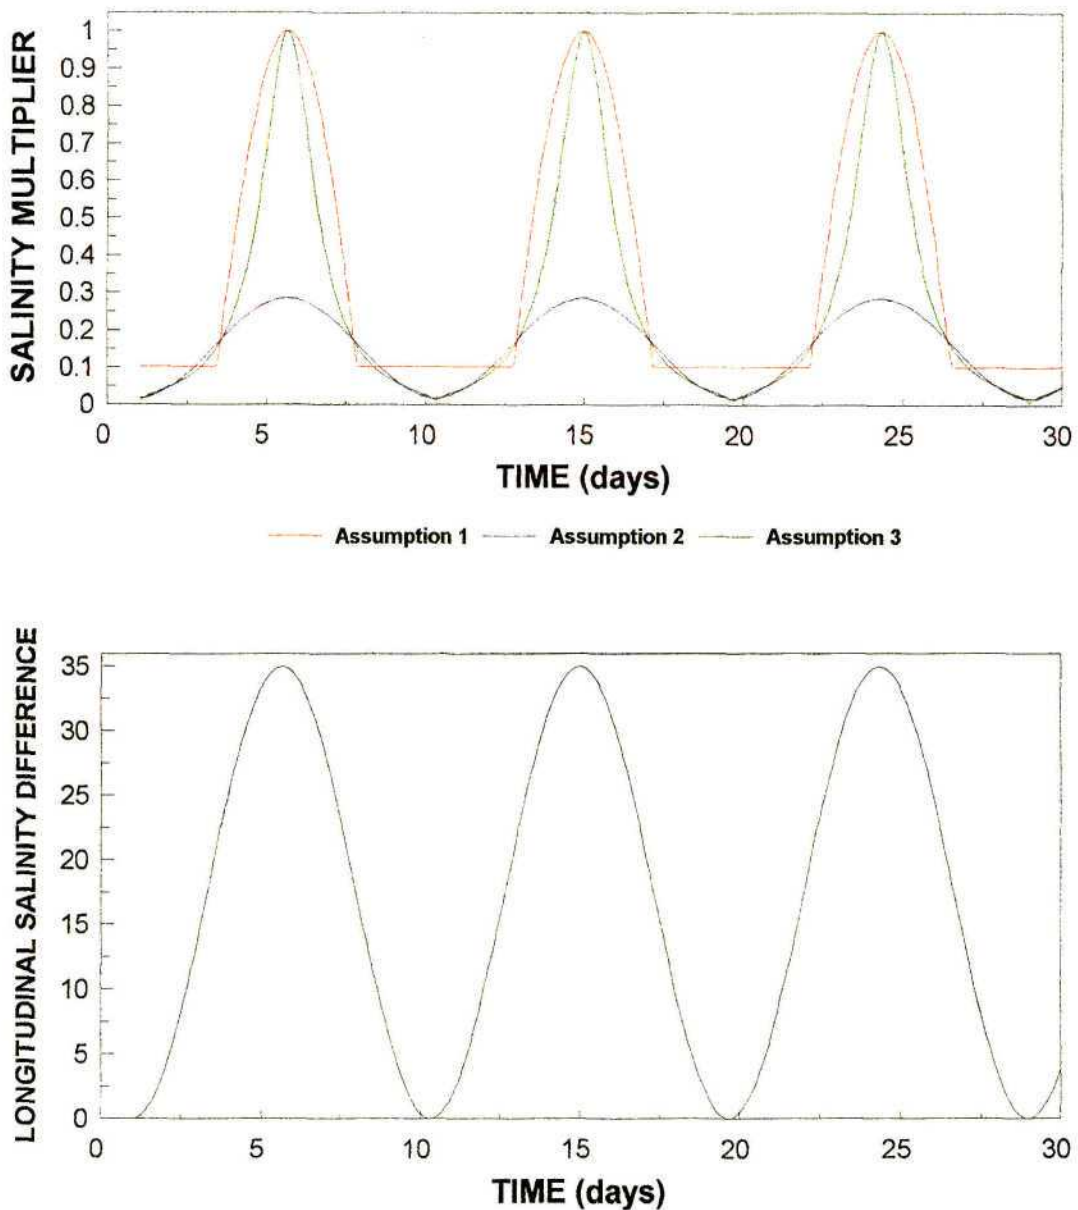 SALINITY MULTIPLIER
1
0.9
0.8
0.7
0.6
0.5
0.4
0.3
0.2
0.1
0
0 5 10 15 20 25 30
TIME (days)
Assumption 1 Assumption 2 Assumption 3
LONGITUDINAL SALINITY DIFFERENCE
35
30
25
20
15
10
5
0
0 5 10 15 20 25 30
TIME (days)